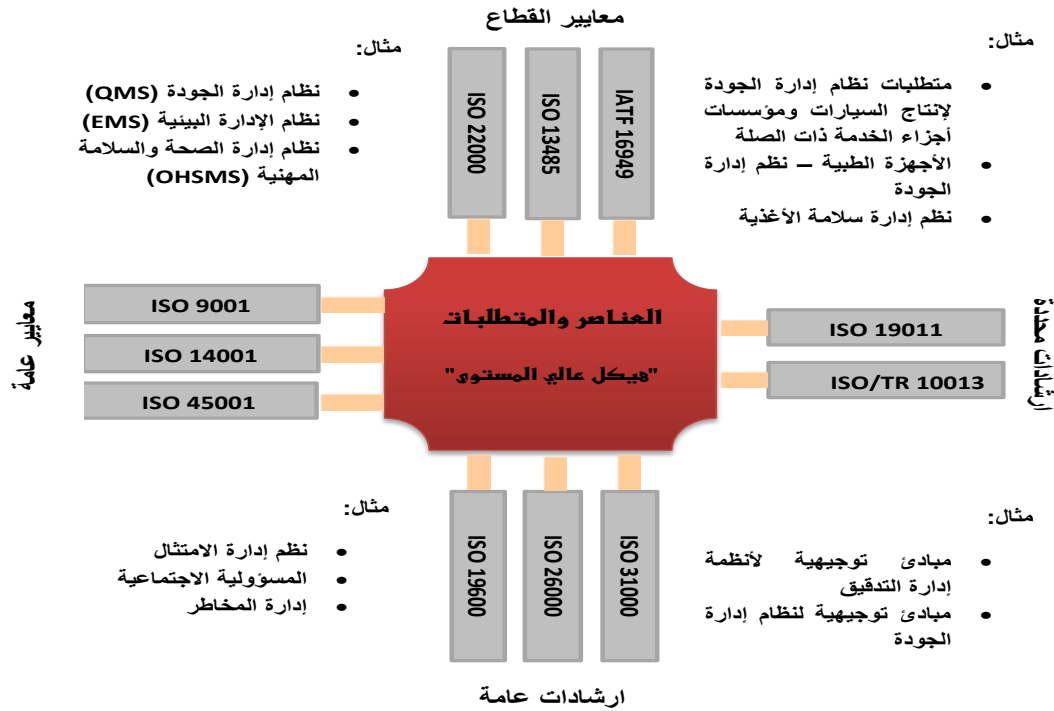 معايير القطاع
مثال:
متطلبات نظام إدارة الجودة
لإنتاج السيارات ومؤسسات
أجزاء الخدمة ذات الصلة
الأجهزة الطبية – نظم إدارة
الجودة
نظم إدارة سلامة الأغذية
IATF 16949
ISO 13485
ISO 22000
مثال:
نظام إدارة الجودة (QMS)
نظام الإدارة البيئية (EMS)
نظام إدارة الصحة والسلامة
المهنية (OHSMS)
ارشادات محددة
ISO 19011
ISO/TR 10013
العناصر والمتطلبات
"هيكل عالي المستوى"
ISO 9001
ISO 14001
ISO 45001
معايير عامة
مثال:
مبادئ توجيهية لأنظمة
إدارة التدقيق
مبادئ توجيهية لنظام إدارة
الجودة
ISO 31000
ISO 26000
ISO 19600
مثال:
نظم إدارة الامتثال
المسؤولية الاجتماعية
إدارة المخاطر
ارشادات عامة